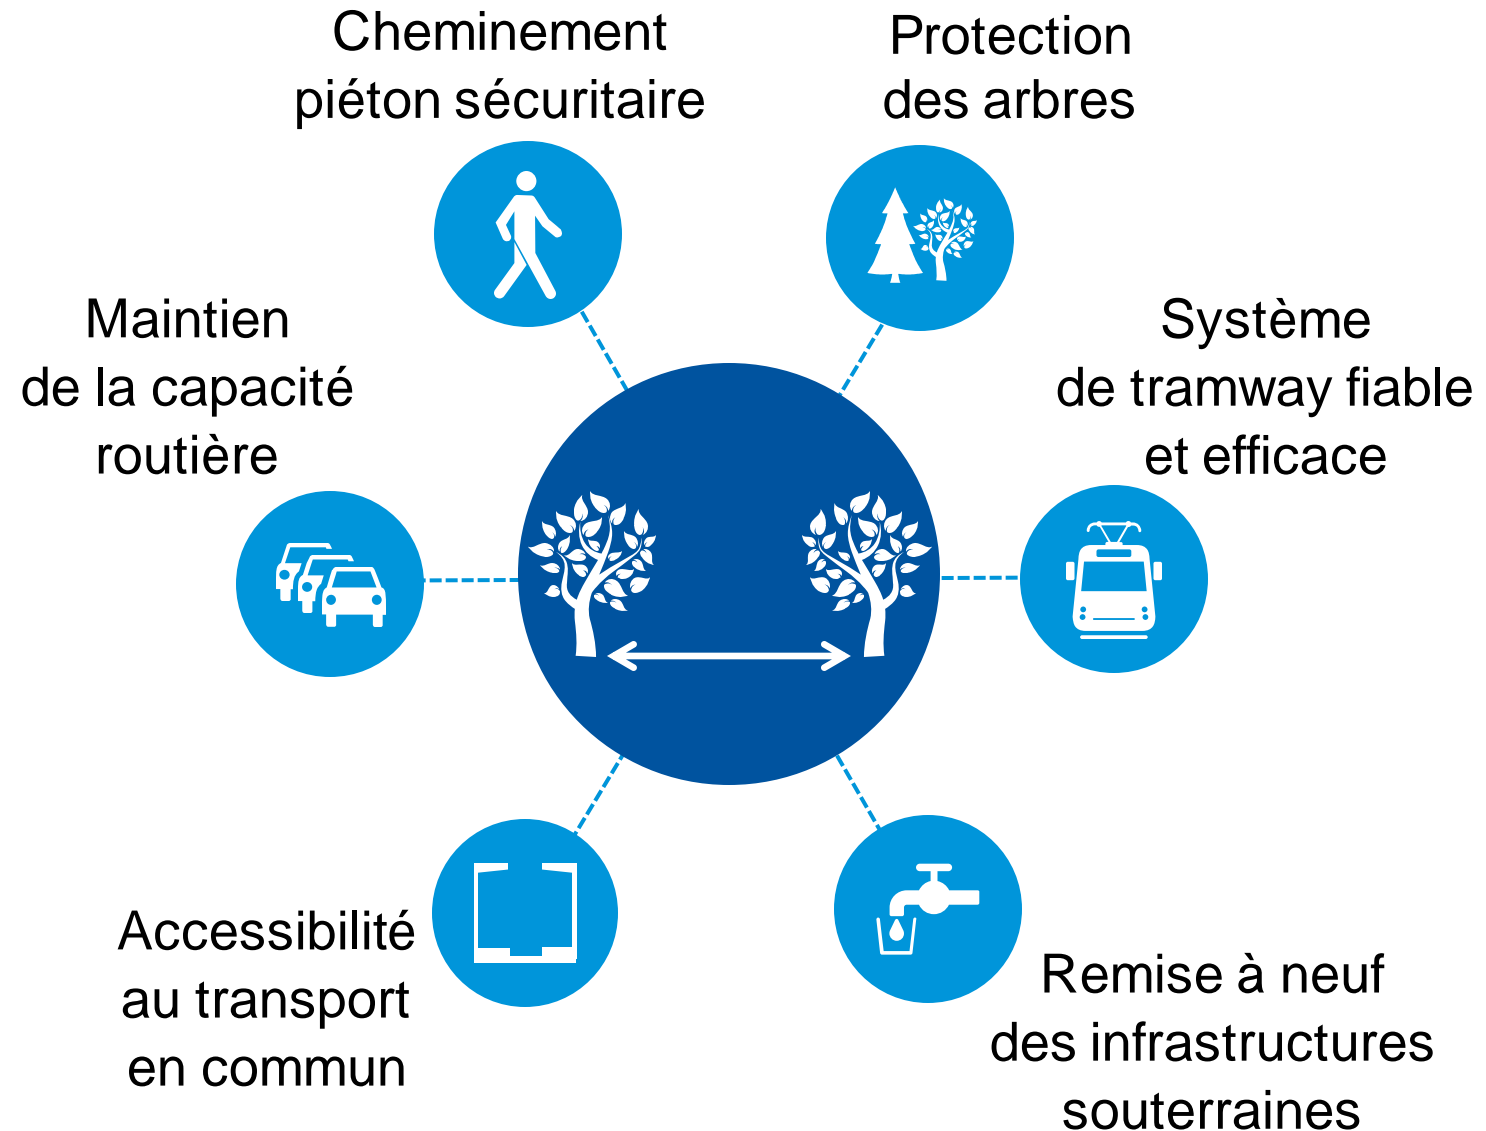 Cheminement
piéton sécuritaire
Protection
des arbres
Maintien
de la capacité
routière
Système
de tramway fiable
et efficace
Accessibilité
au transport
en commun
Remise à neuf
des infrastructures
souterraines